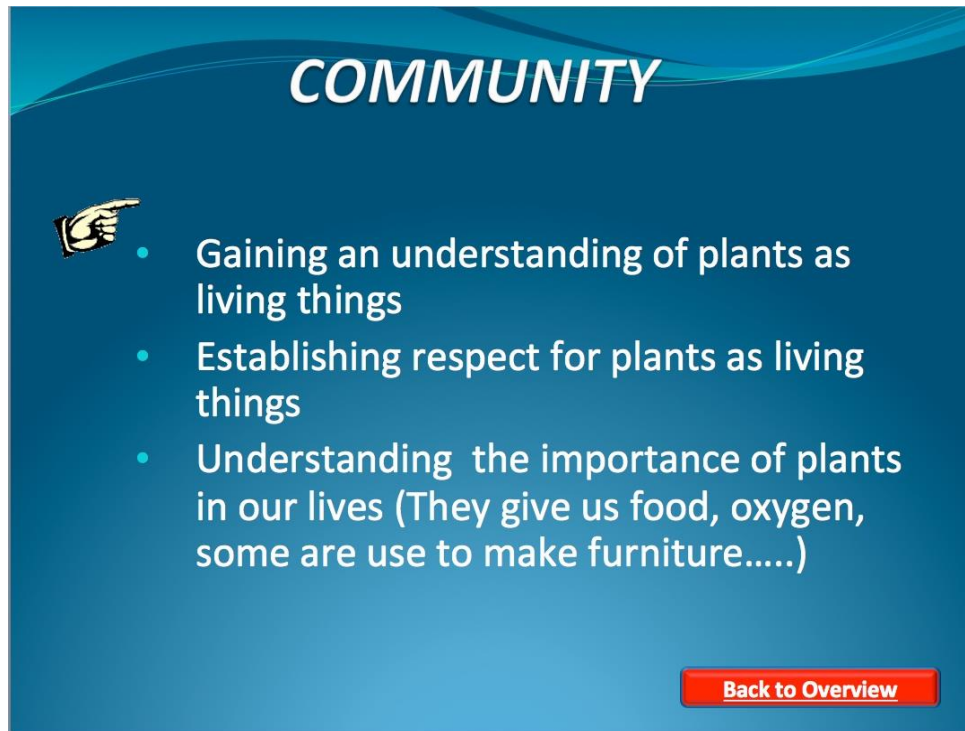 COMMUNITY
• Gaining an understanding of plants as
living things
• Establishing respect for plants as living
things
• Understanding  the importance of plants
in our lives (They give us food, oxygen,
some are use to make furniture…..)
Back to Overview